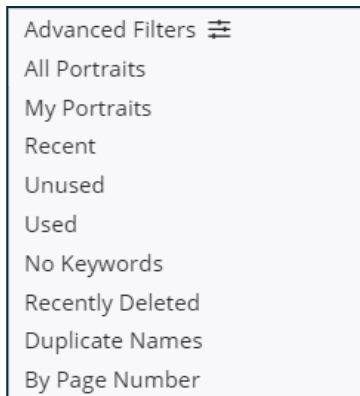 Advanced Filters
All Portraits
My Portraits
Recent
Unused
Used
No Keywords
Recently Deleted
Duplicate Names
By Page Number